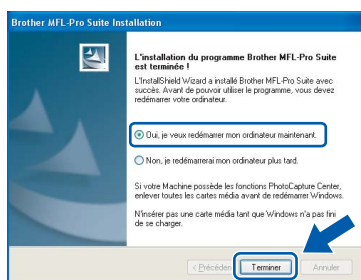 Brother MFL-Pro Suite Installation
L'installation du programme Brother MFL-Pro Suite
est terminée !
L'InstallShield Wizard a installé Brother MFL-Pro Suite avec
succès. Avant de pouvoir utiliser le programme, vous devez
redémarrer votre ordinateur.
Oui, je veux redémarrer mon ordinateur maintenant.
Non, je redémarrerai mon ordinateur plus tard.
Si votre Machine possède les fonctions PhotoCapture Center,
enlever toutes les cartes média avant de redémarrer Windows.
N'insérer pas une carte média tant que Windows n'a pas fini
de se charger.
< Précéden Terminer Annuler